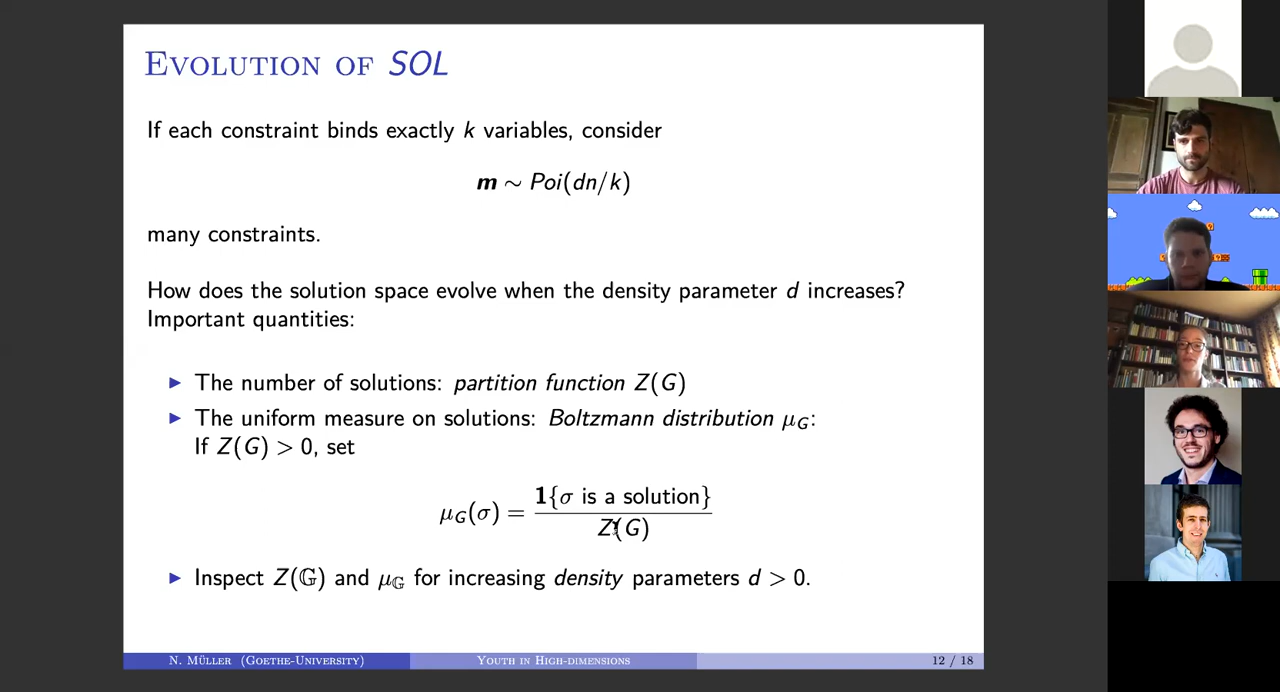 Evolution of SOL
If each constraint binds exactly k variables, consider
m ∼ Poi(dn/k)
many constraints.
How does the solution space evolve when the density parameter d increases?
Important quantities:
▶ The number of solutions: partition function Z(G)
▶ The uniform measure on solutions: Boltzmann distribution μ_G:
If Z(G) > 0, set
μ_G(σ) = 1{σ is a solution} / Z(G)
▶ Inspect Z(𝔾) and μ_𝔾 for increasing density parameters d > 0.
N. Müller (Goethe-University) Youth in High-dimensions 12 / 18